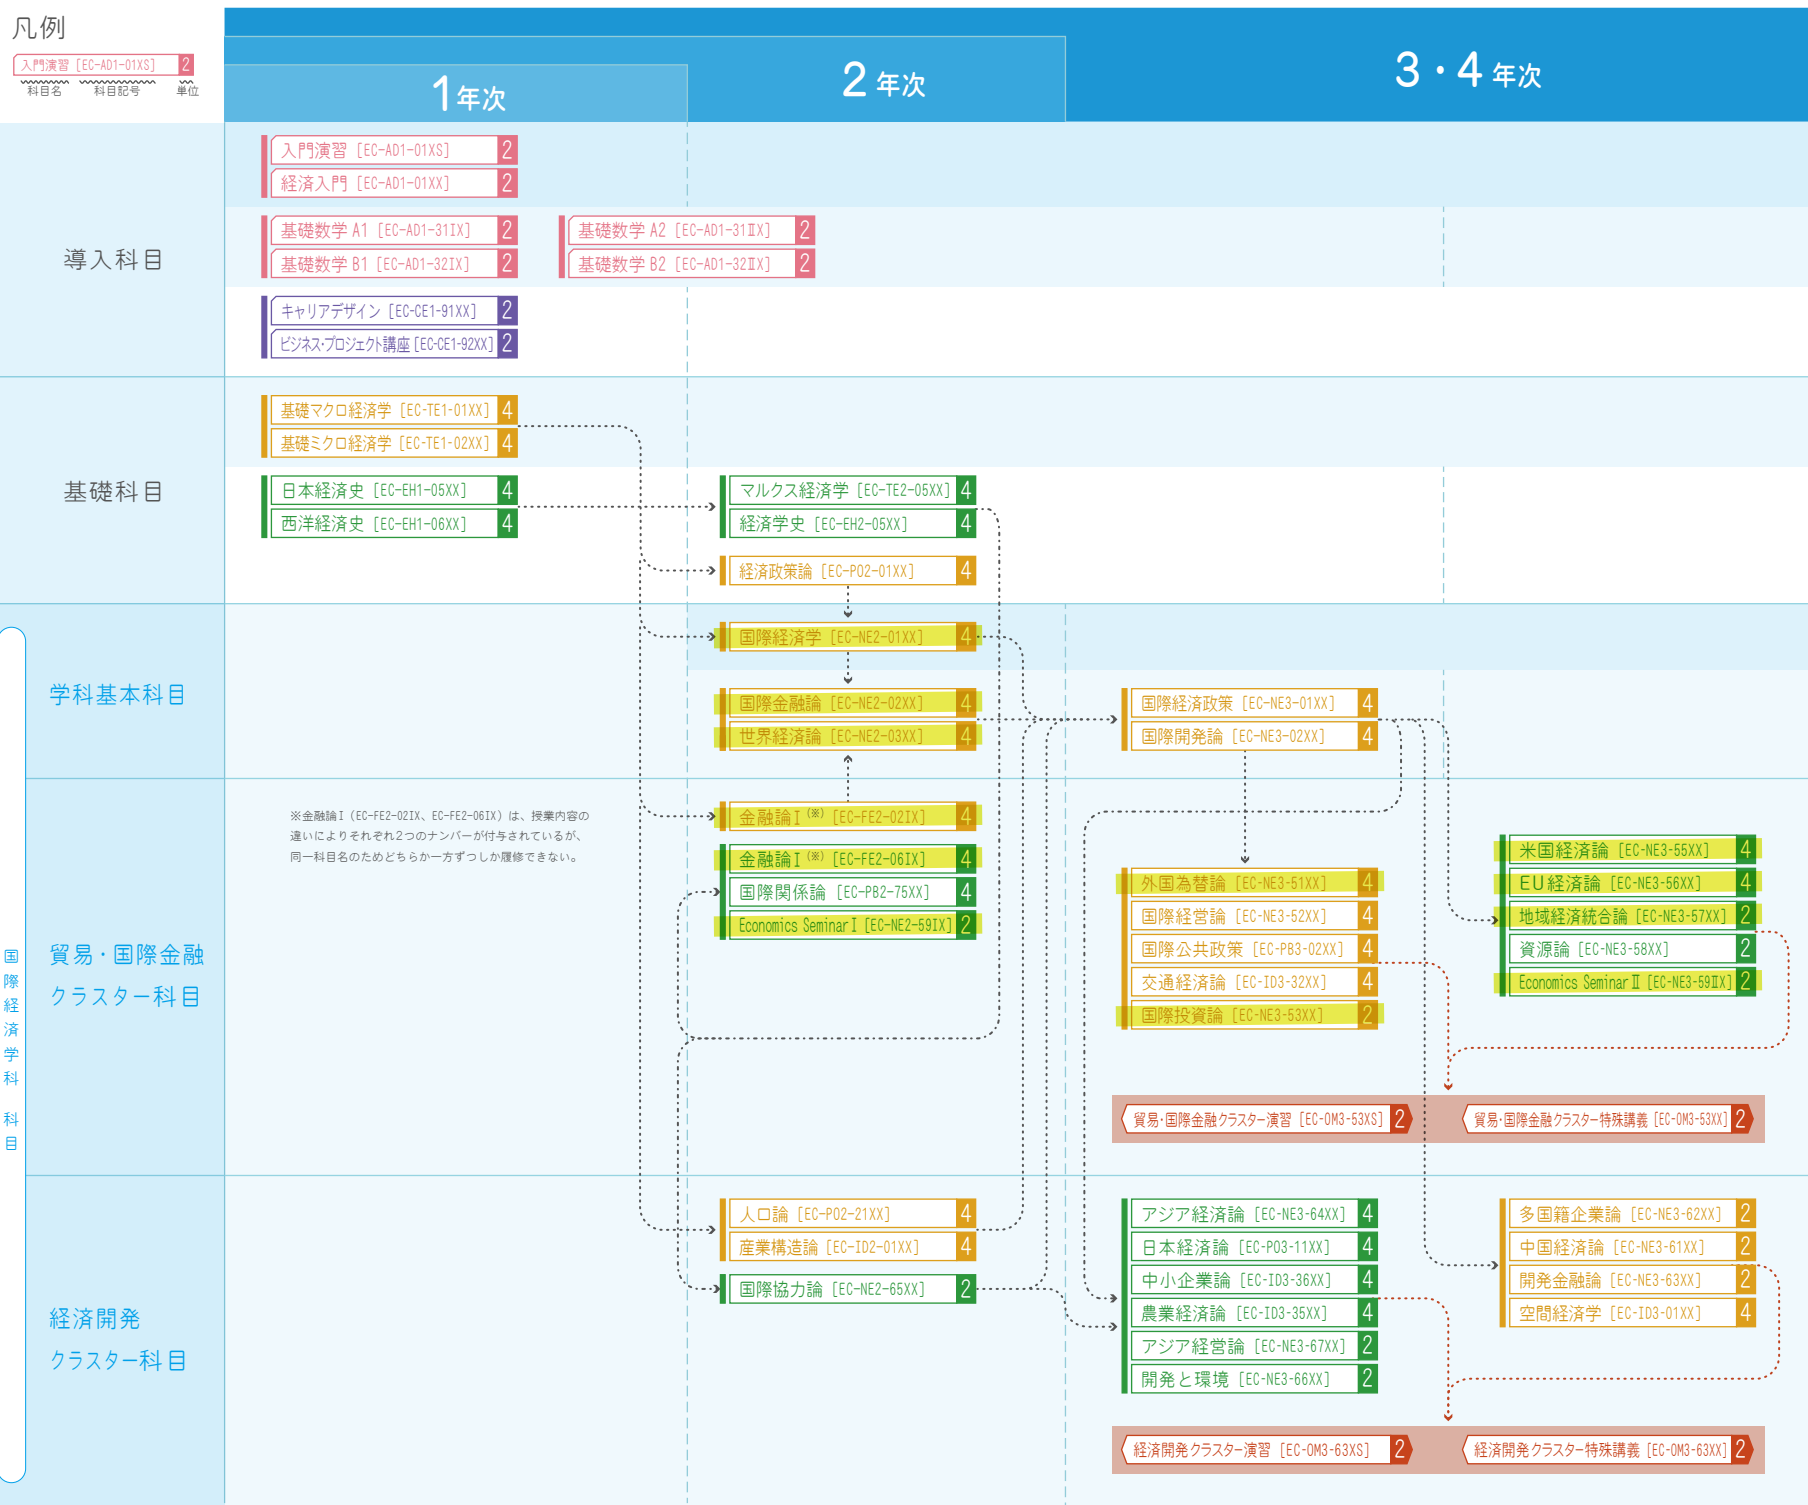 凡例
入門演習 [EC-AD1-01XS] 2
科目名 科目記号 単位
1年次
2年次
3・4年次
導入科目
入門演習 [EC-AD1-01XS] 2
経済入門 [EC-AD1-01XX] 2
基礎数学 A1 [EC-AD1-31IX] 2
基礎数学 B1 [EC-AD1-32IX] 2
基礎数学 A2 [EC-AD1-31ⅡX] 2
基礎数学 B2 [EC-AD1-32ⅡX] 2
キャリアデザイン [EC-CE1-91XX] 2
ビジネス・プロジェクト講座 [EC-CE1-92XX] 2
基礎科目
基礎マクロ経済学 [EC-TE1-01XX] 4
基礎ミクロ経済学 [EC-TE1-02XX] 4
日本経済史 [EC-EH1-05XX] 4
西洋経済史 [EC-EH1-06XX] 4
マルクス経済学 [EC-TE2-05XX] 4
経済学史 [EC-EH2-05XX] 4
経済政策論 [EC-PO2-01XX] 4
国際経済学科 科目
学科基本科目
国際経済学 [EC-NE2-01XX] 4
国際金融論 [EC-NE2-02XX] 4
世界経済論 [EC-NE2-03XX] 4
国際経済政策 [EC-NE3-01XX] 4
国際開発論 [EC-NE3-02XX] 4
貿易・国際金融
クラスター科目
※金融論Ⅰ（EC-FE2-02IX、EC-FE2-06IX）は、授業内容の
違いによりそれぞれ2つのナンバーが付与されているが、
同一科目名のためどちらか一方ずつしか履修できない。
金融論Ⅰ(※) [EC-FE2-02IX] 4
金融論Ⅰ(※) [EC-FE2-06IX] 4
国際関係論 [EC-PB2-75XX] 4
Economics SeminarⅠ [EC-NE2-59IX] 2
外国為替論 [EC-NE3-51XX] 4
国際経営論 [EC-NE3-52XX] 4
国際公共政策 [EC-PB3-02XX] 4
交通経済論 [EC-ID3-32XX] 4
国際投資論 [EC-NE3-53XX] 2
米国経済論 [EC-NE3-55XX] 4
EU経済論 [EC-NE3-56XX] 4
地域経済統合論 [EC-NE3-57XX] 2
資源論 [EC-NE3-58XX] 2
Economics SeminarⅡ [EC-NE3-59ⅡX] 2
貿易・国際金融クラスター演習 [EC-OM3-53XS] 2
貿易・国際金融クラスター特殊講義 [EC-OM3-53XX] 2
経済開発
クラスター科目
人口論 [EC-PO2-21XX] 4
産業構造論 [EC-ID2-01XX] 4
国際協力論 [EC-NE2-65XX] 2
アジア経済論 [EC-NE3-64XX] 4
日本経済論 [EC-PO3-11XX] 4
中小企業論 [EC-ID3-36XX] 4
農業経済論 [EC-ID3-35XX] 4
アジア経営論 [EC-NE3-67XX] 2
開発と環境 [EC-NE3-66XX] 2
多国籍企業論 [EC-NE3-62XX] 2
中国経済論 [EC-NE3-61XX] 2
開発金融論 [EC-NE3-63XX] 2
空間経済学 [EC-ID3-01XX] 4
経済開発クラスター演習 [EC-OM3-63XS] 2
経済開発クラスター特殊講義 [EC-OM3-63XX] 2